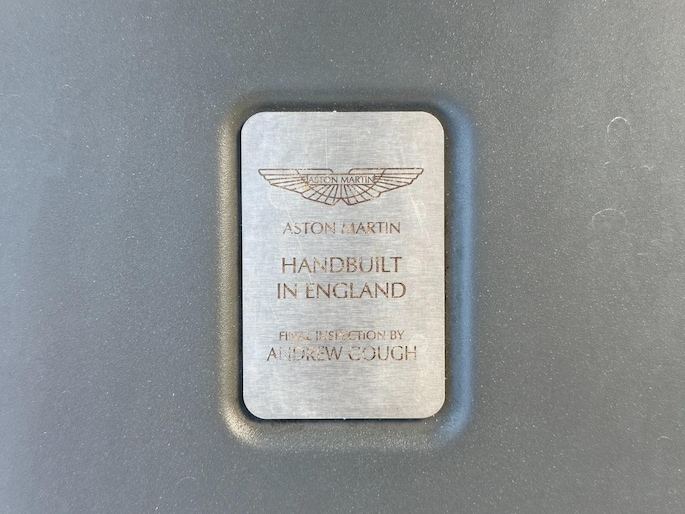 ASTON MARTIN
ASTON MARTIN
HANDBUILT
IN ENGLAND
FINAL INSPECTION BY
ANDREW GOUGH